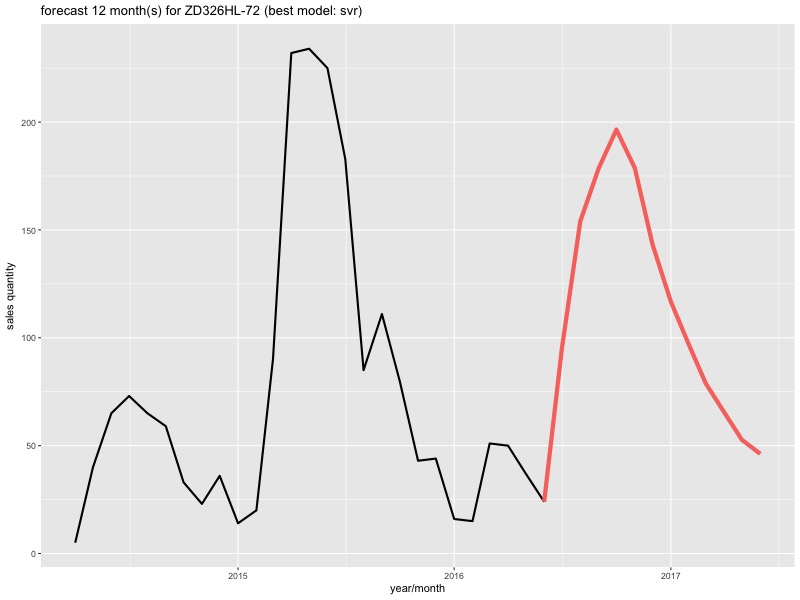 forecast 12 month(s) for ZD326HL-72 (best model: svr)
200
150
100
50
0
sales quantity
2015 2016 2017
year/month